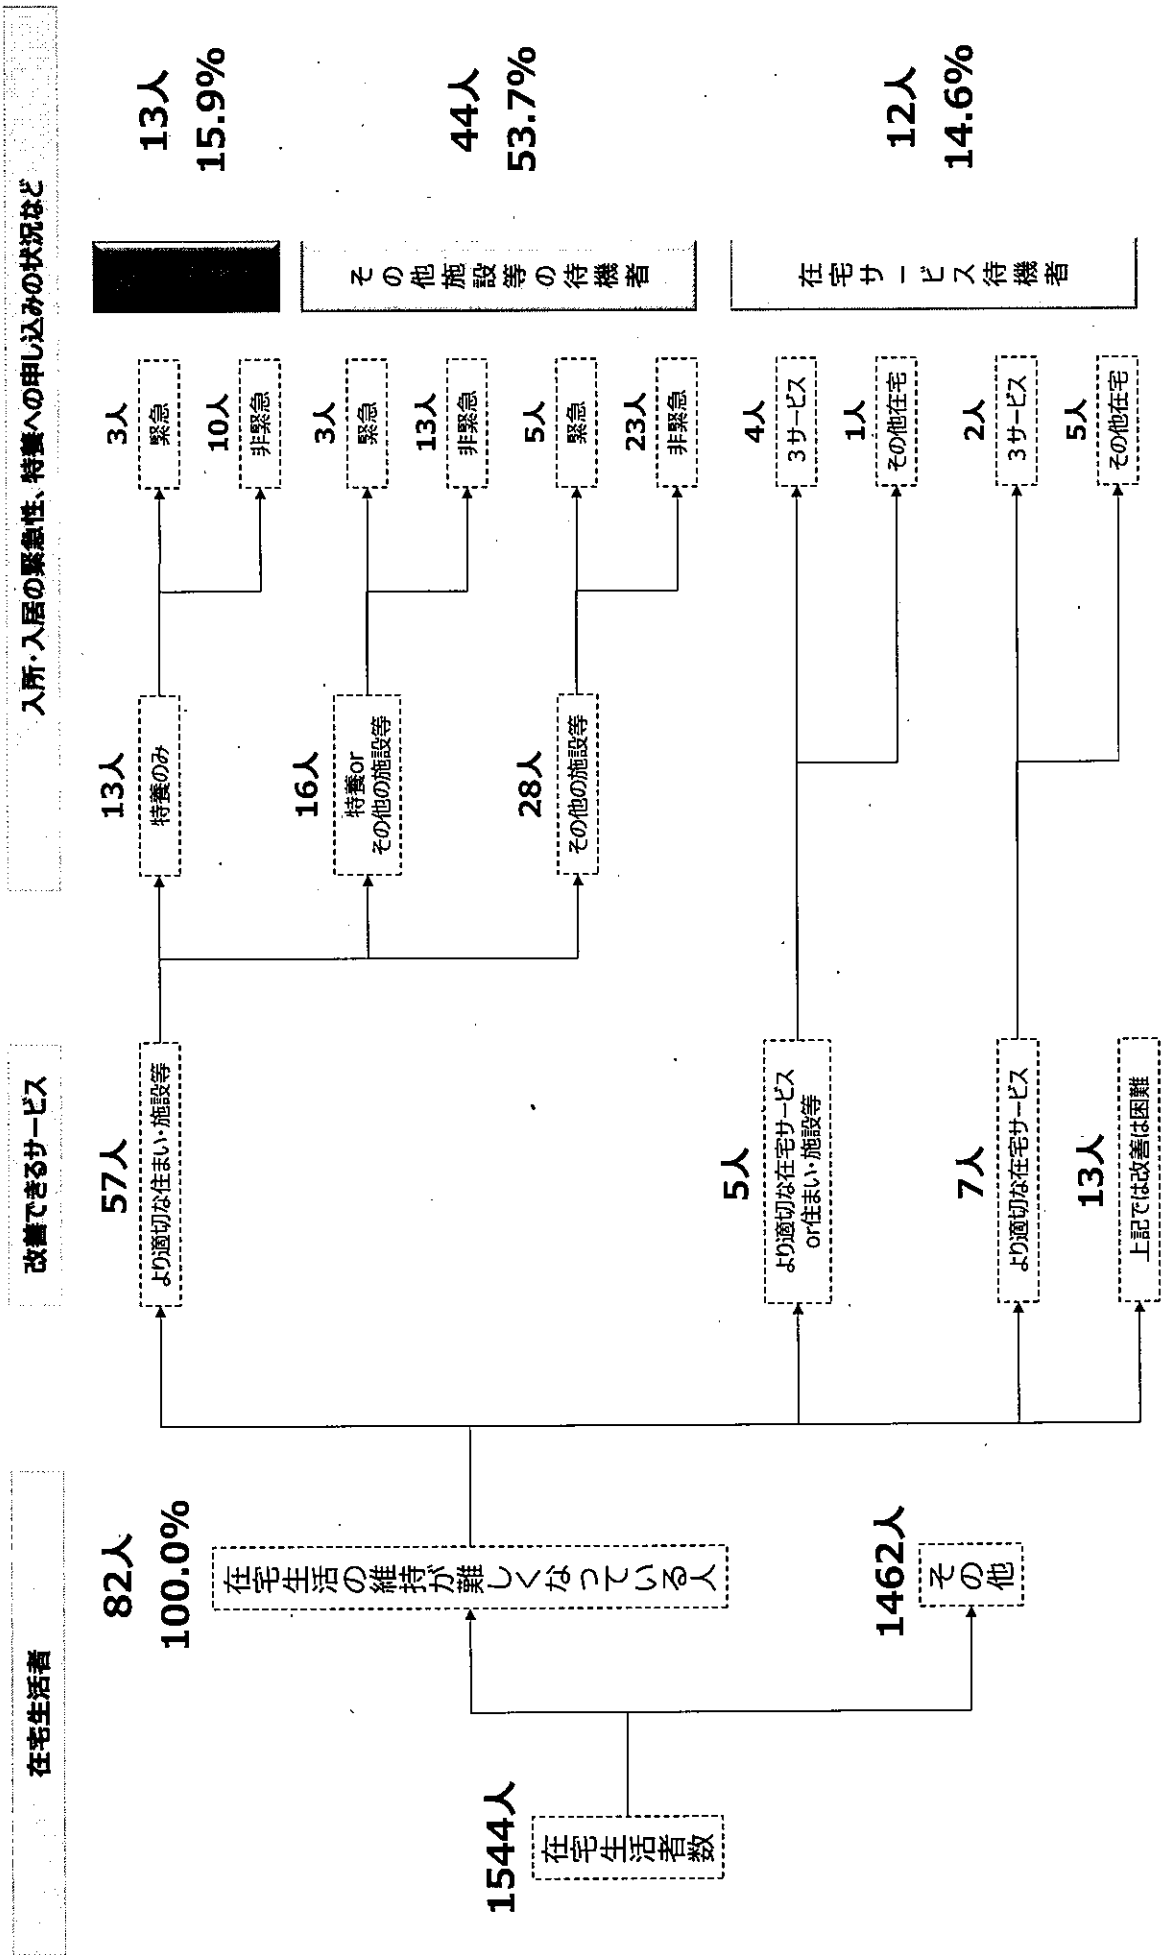 在宅生活者
改善できるサービス
入所・入居の緊急性、特養への申し込みの状況など
1544人
在宅生活者数
82人
100.0%
在宅生活の維持が難しくなっている人
1462人
その他
57人
より適切な住まい・施設等
5人
より適切な在宅サービス
or住まい・施設等
7人
より適切な在宅サービス
13人
上記では改善は困難
13人
特養のみ
16人
特養or
その他の施設等
28人
その他の施設等
3人
緊急
10人
非緊急
3人
緊急
13人
非緊急
5人
緊急
23人
非緊急
4人
3サービス
1人
その他在宅
2人
3サービス
5人
その他在宅
13人
15.9%
その他施設等の待機者
44人
53.7%
在宅サービス待機者
12人
14.6%